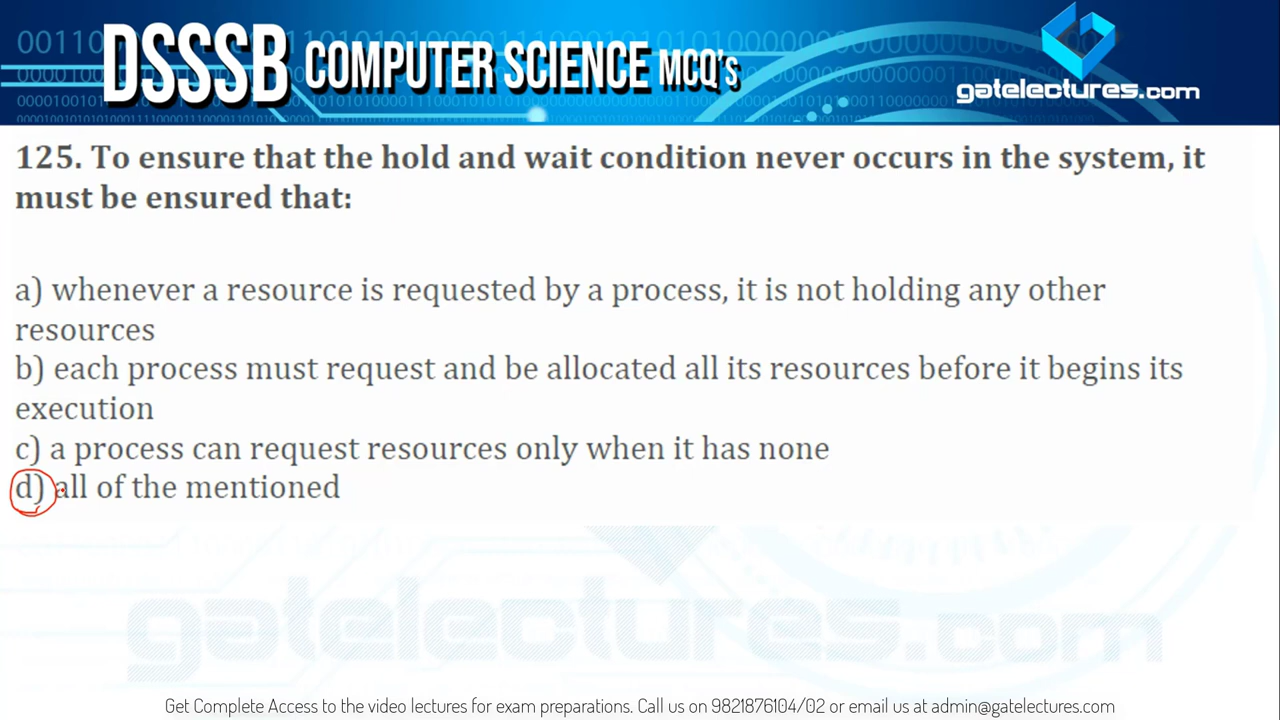 DSSSB COMPUTER SCIENCE MCQ's
gatelectures.com
125. To ensure that the hold and wait condition never occurs in the system, it
must be ensured that:
a) whenever a resource is requested by a process, it is not holding any other
resources
b) each process must request and be allocated all its resources before it begins its
execution
c) a process can request resources only when it has none
d) all of the mentioned
gatelectures.com
Get Complete Access to the video lectures for exam preparations. Call us on 9821876104/02 or email us at admin@gatelectures.com